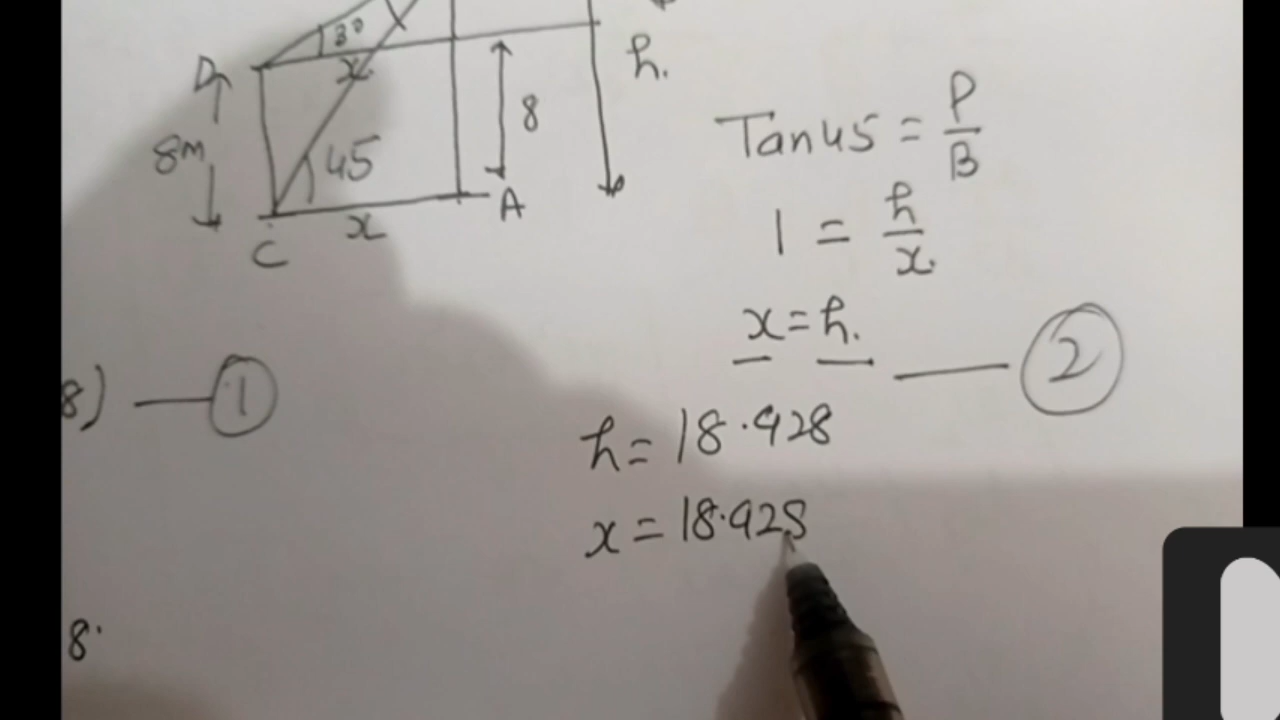 30
x
D
8m
8
h.
45
x
A
C
Tan45 = P/B
1 = h/x.
x = h. —— ②
8) —— ①
h = 18.928
x = 18.928
8.